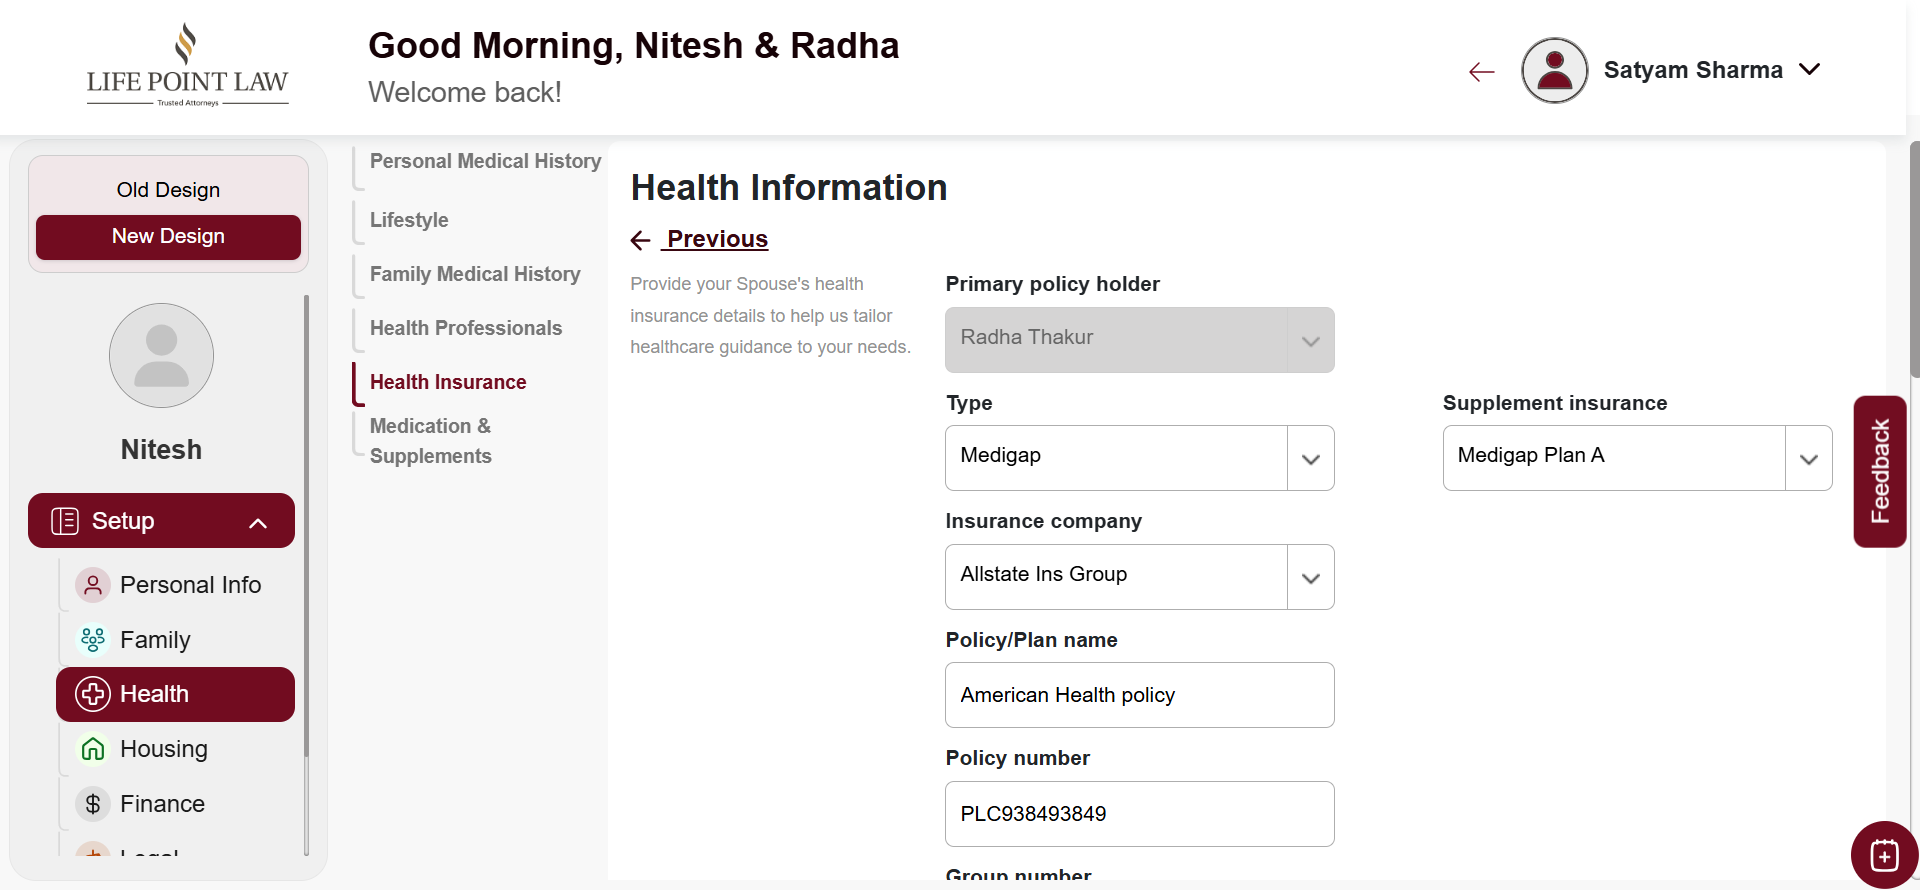 LIFE POINT LAW
Trusted Attorneys
Good Morning, Nitesh & Radha
Welcome back!
Satyam Sharma
Old Design
New Design
Nitesh
Setup
Personal Info
Family
Health
Housing
Finance
Legal
Personal Medical History
Lifestyle
Family Medical History
Health Professionals
Health Insurance
Medication &
Supplements
Health Information
Previous
Provide your Spouse's health
insurance details to help us tailor
healthcare guidance to your needs.
Primary policy holder
Radha Thakur
Type
Medigap
Supplement insurance
Medigap Plan A
Insurance company
Allstate Ins Group
Policy/Plan name
American Health policy
Policy number
PLC938493849
Group number
Feedback